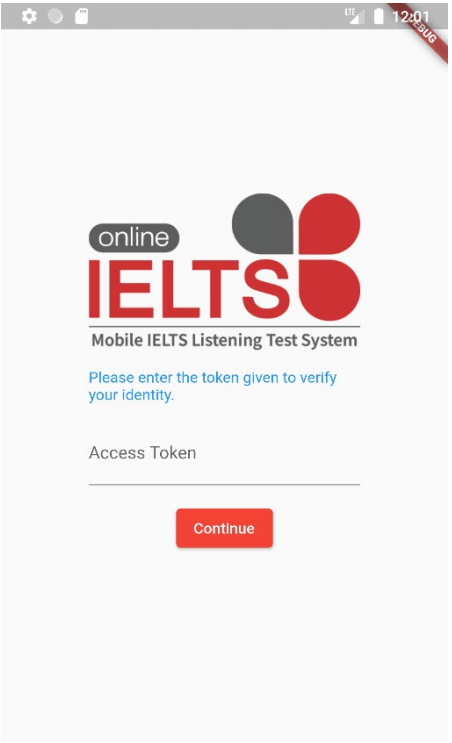 LTE 12:01
DEBUG
online
IELTS
Mobile IELTS Listening Test System
Please enter the token given to verify
your identity.
Access Token
Continue